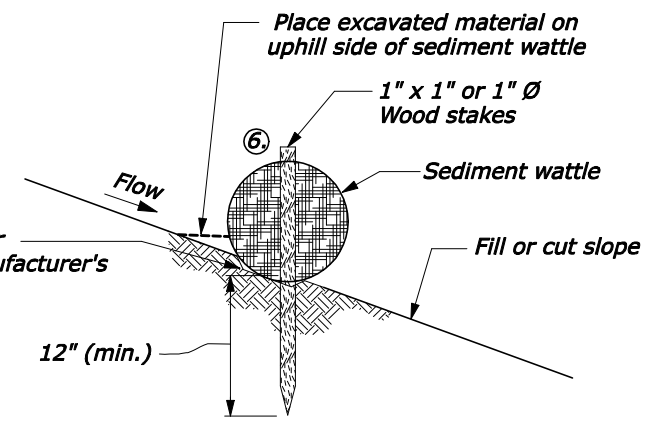 Place excavated material on
uphill side of sediment wattle
1" x 1" or 1" Ø
Wood stakes
6.
Sediment wattle
Flow
Fill or cut slope
12" (min.)